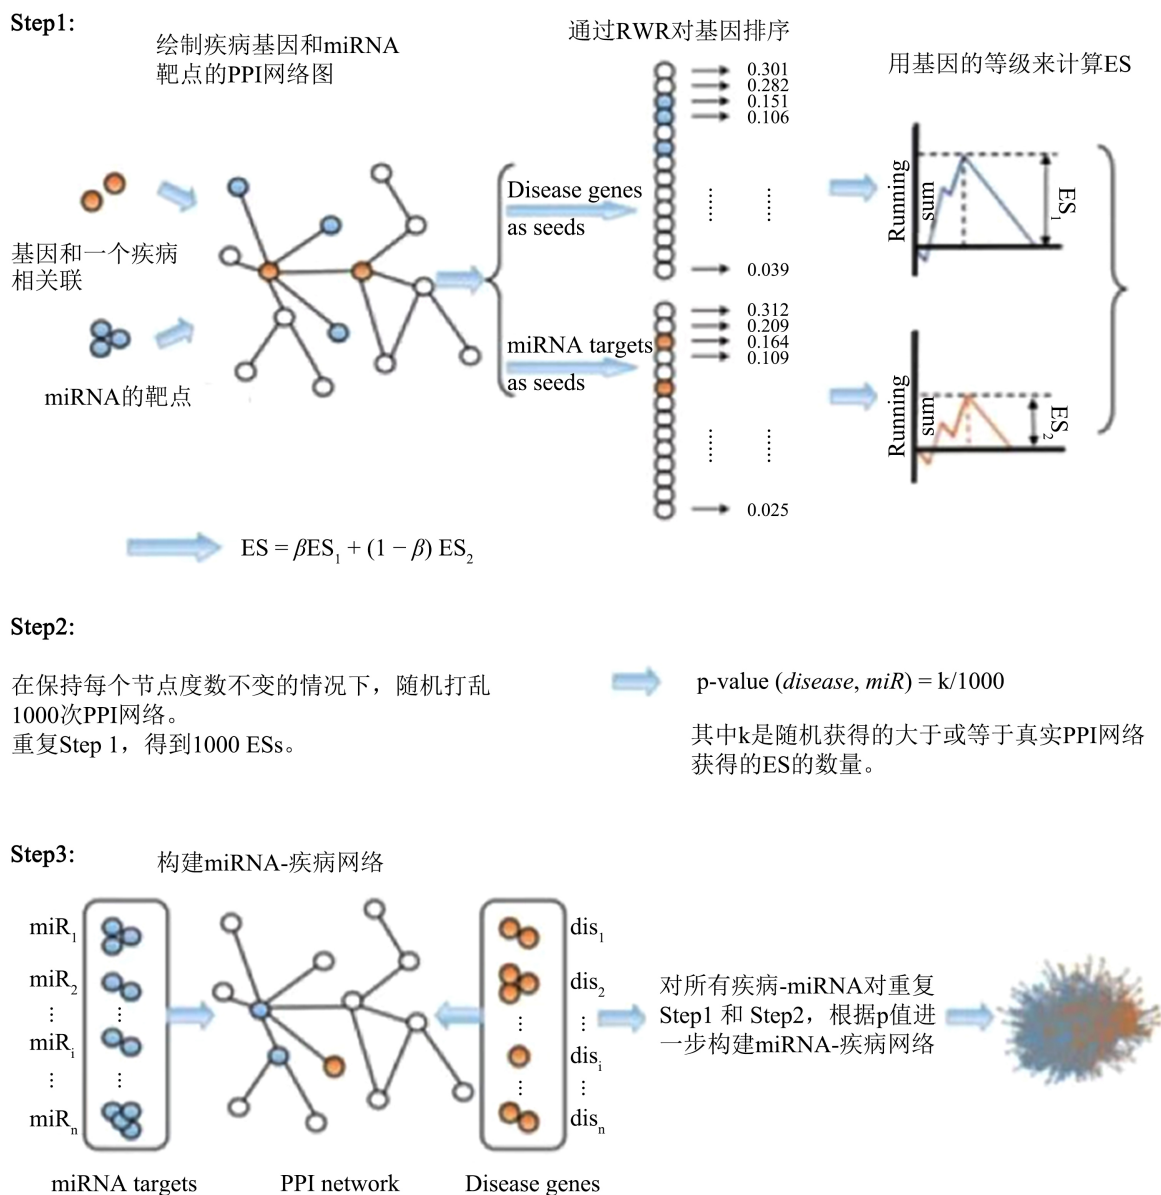 Step1:
绘制疾病基因和miRNA
靶点的PPI网络图
通过RWR对基因排序
用基因的等级来计算ES
基因和一个疾病
相关联
miRNA的靶点
Disease genes
as seeds
miRNA targets
as seeds
0.301
0.282
0.151
0.106
......
......
0.039
0.312
0.209
0.164
0.109
......
......
0.025
Running
sum
ES1
Running
sum
ES2
ES = βES1 + (1 − β) ES2
Step2:
在保持每个节点度数不变的情况下，随机打乱
1000次PPI网络。
重复Step 1，得到1000 ESs。
p-value (disease, miR) = k/1000
其中k是随机获得的大于或等于真实PPI网络
获得的ES的数量。
Step3:
构建miRNA-疾病网络
miR1
miR2
...
miRi
...
miRn
miRNA targets
PPI network
dis1
dis2
...
disi
...
disn
Disease genes
对所有疾病-miRNA对重复
Step1 和 Step2，根据p值进
一步构建miRNA-疾病网络